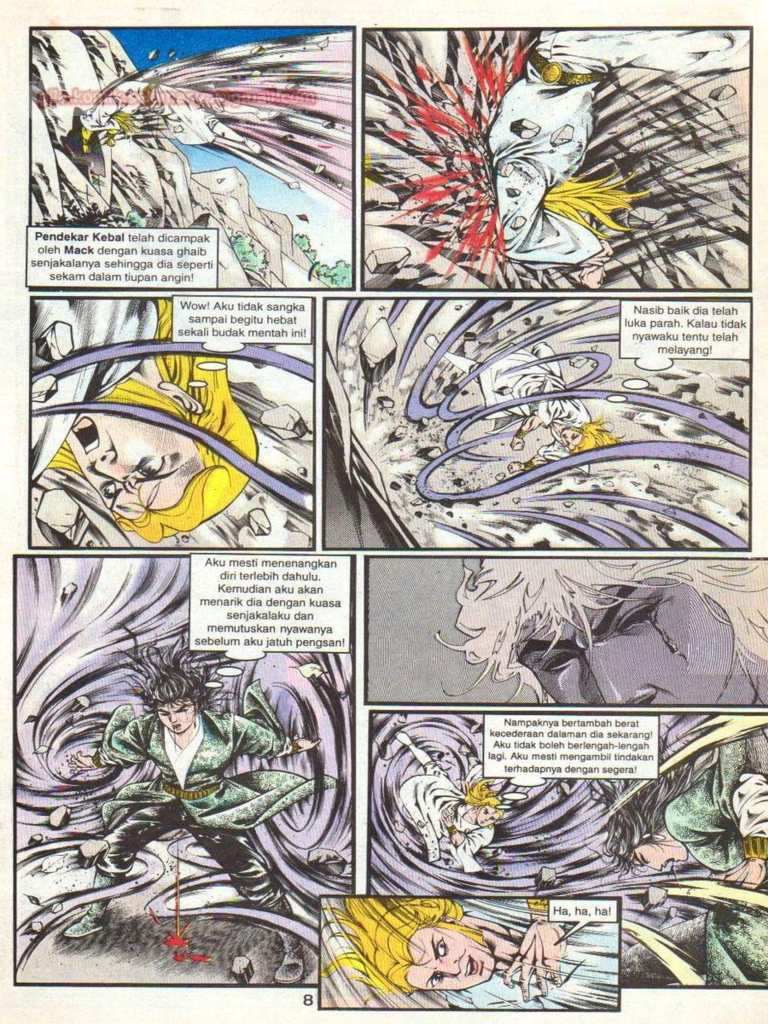 Pendekar Kebal telah dicampak
oleh Mack dengan kuasa ghaib
senjakalanya sehingga dia seperti
sekam dalam tiupan angin!
Wow! Aku tidak sangka
sampai begitu hebat
sekali budak mentah ini!
Nasib baik dia telah
luka parah. Kalau tidak
nyawaku tentu telah
melayang!
Aku mesti menenangkan
diri terlebih dahulu.
Kemudian aku akan
menarik dia dengan kuasa
senjakalaku dan
memutuskan nyawanya
sebelum aku jatuh pengsan!
Nampaknya bertambah berat
kecederaan dalaman dia sekarang!
Aku tidak boleh berlengah-lengah
lagi. Aku mesti mengambil tindakan
terhadapnya dengan segera!
Ha, ha, ha!
8